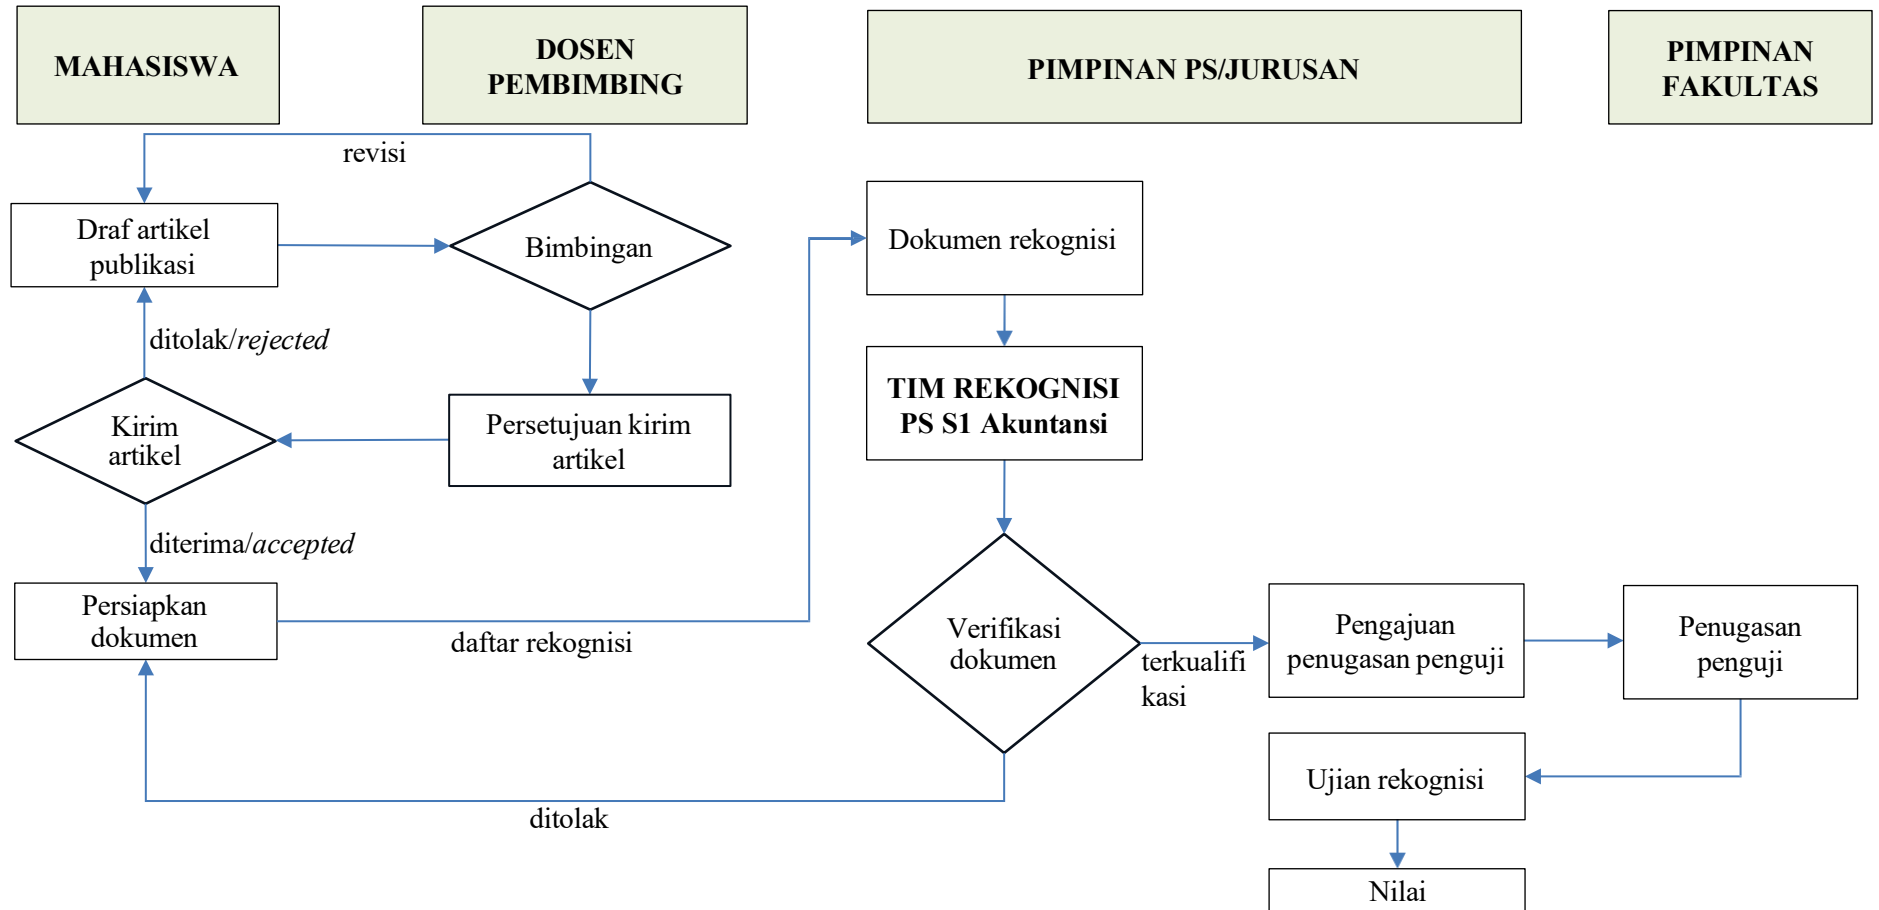 MAHASISWA
DOSEN
PEMBIMBING
PIMPINAN PS/JURUSAN
PIMPINAN
FAKULTAS
revisi
Draf artikel
publikasi
Bimbingan
Dokumen rekognisi
ditolak/rejected
TIM REKOGNISI
PS S1 Akuntansi
Kirim
artikel
Persetujuan kirim
artikel
diterima/accepted
Persiapkan
dokumen
daftar rekognisi
Verifikasi
dokumen
terkualifi
kasi
Pengajuan
penugasan penguji
Penugasan
penguji
Ujian rekognisi
ditolak
Nilai